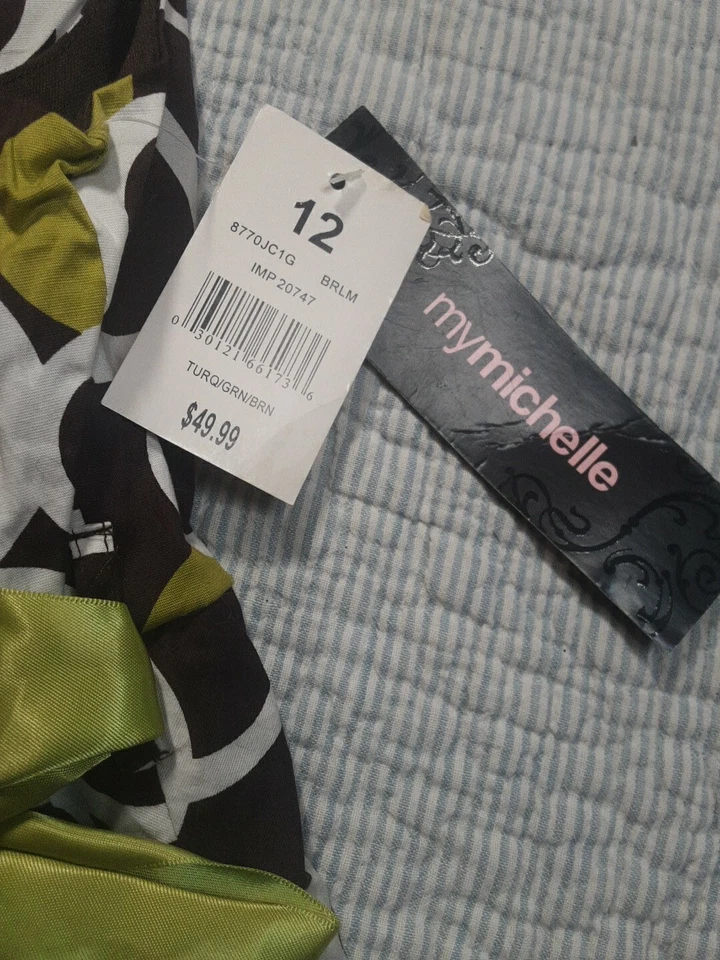 12
8770JC1G BRLM
IMP 20747
0 30121 66173 6
TURQ/GRN/BRN
$49.99
mymichelle